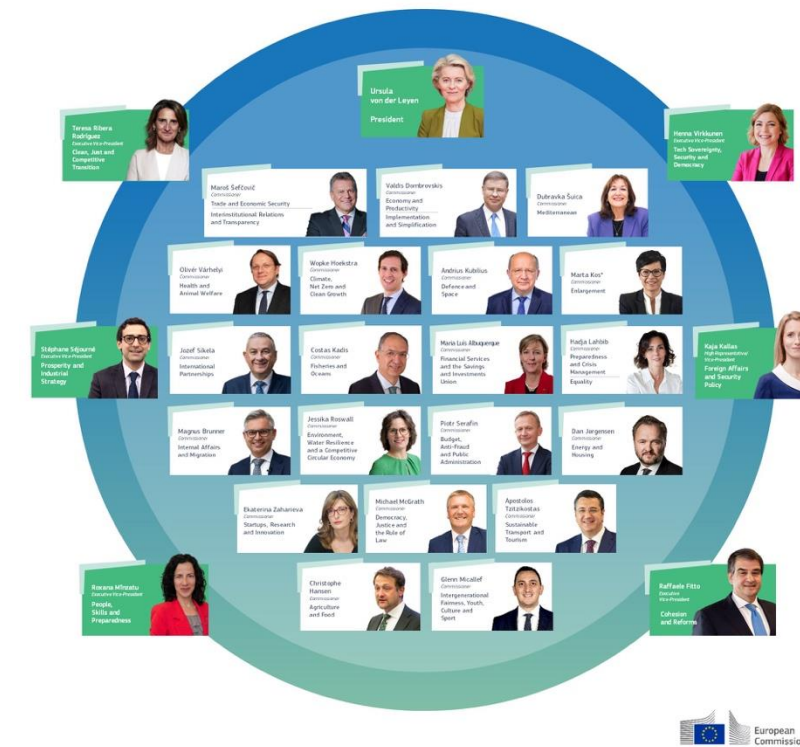 Ursula
von der Leyen
President
Teresa Ribera
Rodríguez
Executive Vice-President
Clean, Just and
Competitive
Transition
Henna Virkkunen
Executive Vice-President
Tech Sovereignty,
Security and
Democracy
Maroš Šefčovič
Commissioner
Trade and Economic Security
Interinstitutional Relations
and Transparency
Valdis Dombrovskis
Commissioner
Economy and
Productivity
Implementation
and Simplification
Dubravka Šuica
Commissioner
Mediterranean
Olivér Várhelyi
Commissioner
Health and
Animal Welfare
Wopke Hoekstra
Commissioner
Climate,
Net Zero and
Clean Growth
Andrius Kubilius
Commissioner
Defence and
Space
Marta Kos*
Commissioner
Enlargement
Stéphane Séjourné
Executive Vice-President
Prosperity and
Industrial
Strategy
Jozef Síkela
Commissioner
International
Partnerships
Costas Kadis
Commissioner
Fisheries and
Oceans
Maria Luís Albuquerque
Commissioner
Financial Services
and the Savings
and Investments
Union
Hadja Lahbib
Commissioner
Preparedness
and Crisis
Management
Equality
Kaja Kallas
High Representative/
Vice-President
Foreign Affairs
and Security
Policy
Magnus Brunner
Commissioner
Internal Affairs
and Migration
Jessika Roswall
Commissioner
Environment,
Water Resilience
and a Competitive
Circular Economy
Piotr Serafin
Commissioner
Budget,
Anti-Fraud
and Public
Administration
Dan Jørgensen
Commissioner
Energy and
Housing
Ekaterina Zaharieva
Commissioner
Startups, Research
and Innovation
Michael McGrath
Commissioner
Democracy,
Justice and
the Rule of
Law
Apostolos
Tzitzikostas
Commissioner
Sustainable
Transport and
Tourism
Roxana Mînzatu
Executive Vice-President
People,
Skills and
Preparedness
Christophe
Hansen
Commissioner
Agriculture
and Food
Glenn Micallef
Commissioner
Intergenerational
Fairness, Youth,
Culture and
Sport
Raffaele Fitto
Executive
Vice-President
Cohesion
and Reforms
European
Commissio